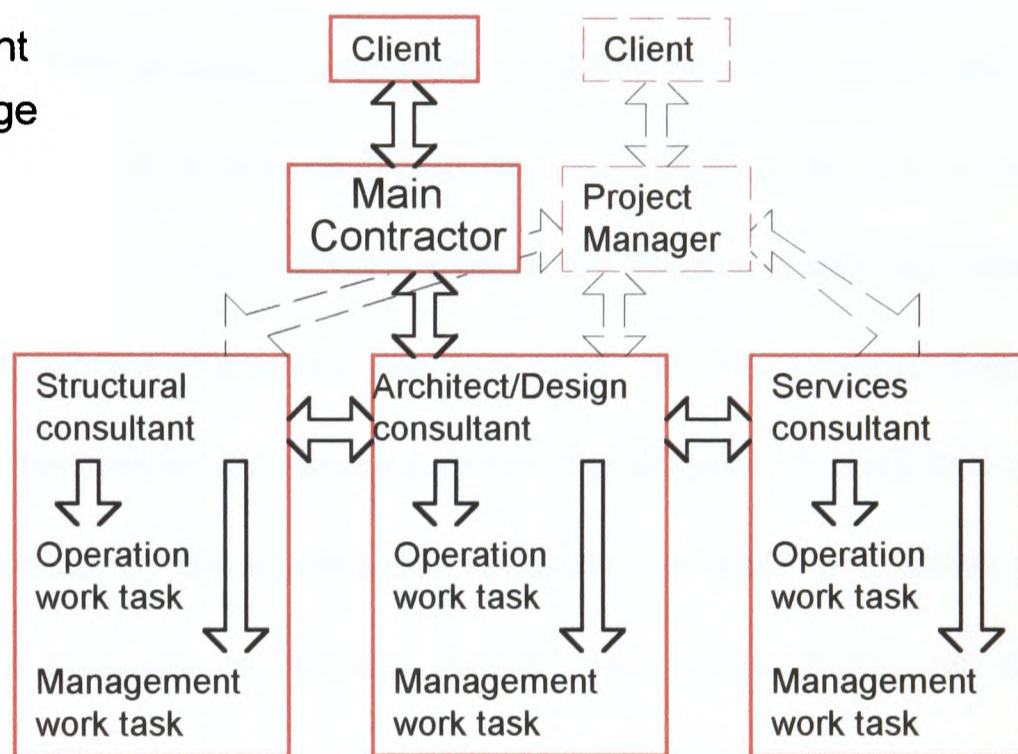 nt
ge
Client
Client
Main
Contractor
Project
Manager
Structural
consultant
Operation
work task
Management
work task
Architect/Design
consultant
Operation
work task
Management
work task
Services
consultant
Operation
work task
Management
work task